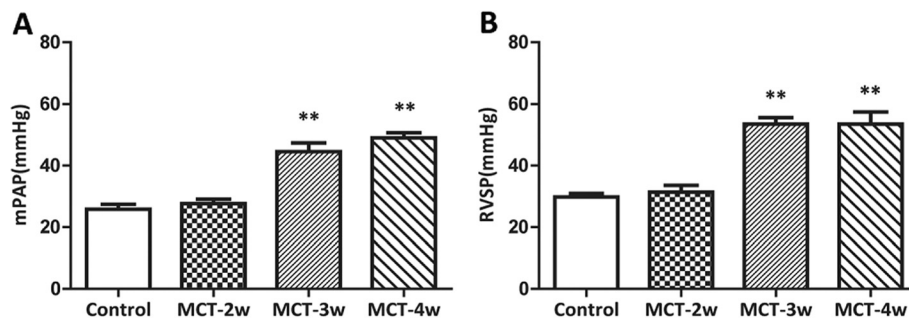 A
mPAP(mmHg)
80
60
40
20
0
**
**
Control MCT-2w MCT-3w MCT-4w
B
RVSP(mmHg)
80
60
40
20
0
**
**
Control MCT-2w MCT-3w MCT-4w